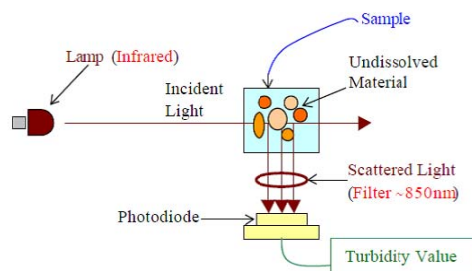 Sample
Lamp (Infrared)
Incident
Light
Undissolved
Material
Scattered Light
(Filter ~850nm)
Photodiode
Turbidity Value